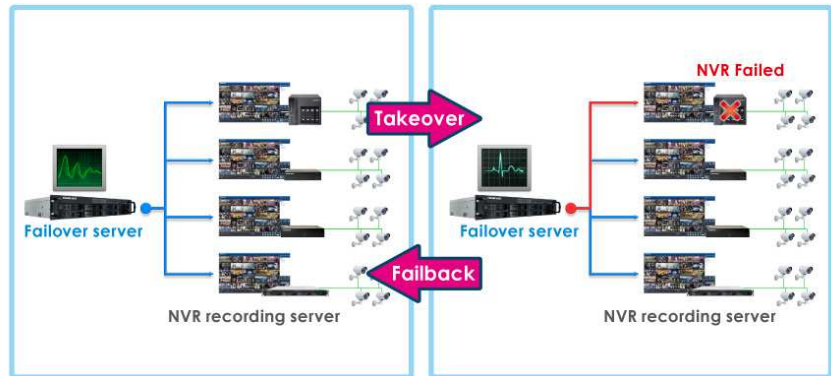 NVR Failed
Takeover
Failover server
Failover server
Failback
NVR recording server
NVR recording server